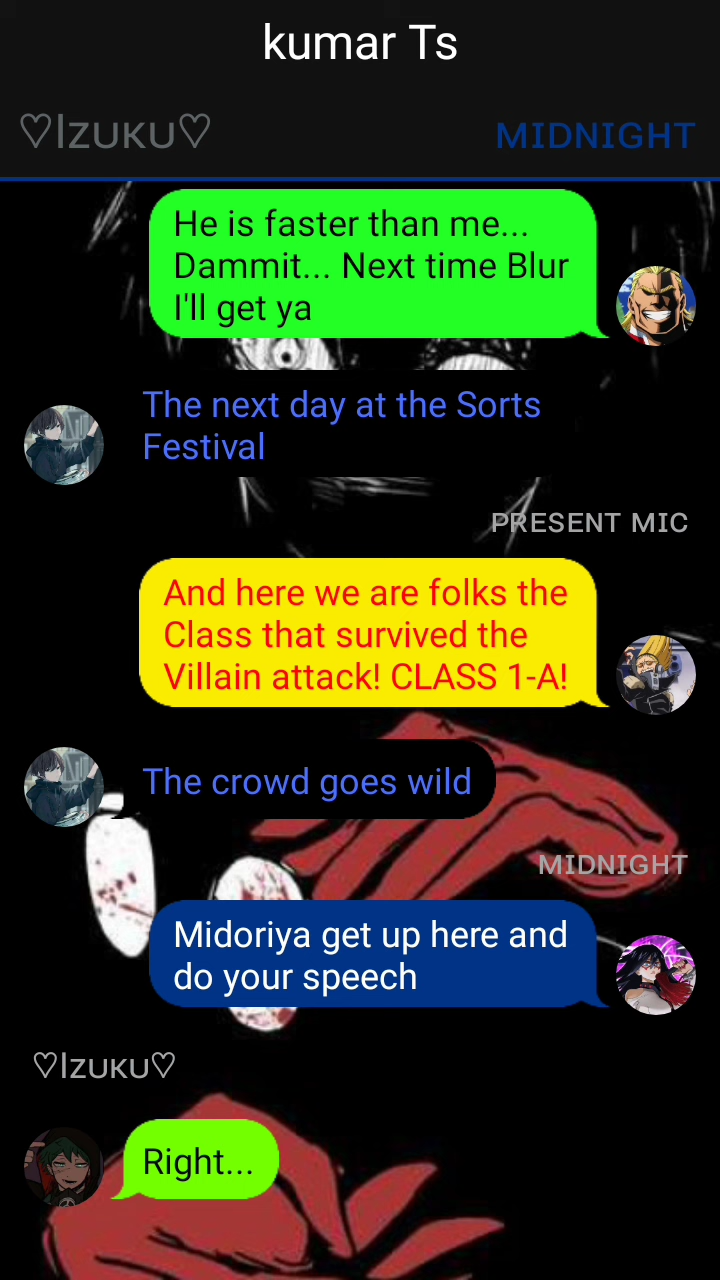 kumar Ts
♡Izuku♡
MIDNIGHT
He is faster than me...
Dammit... Next time Blur
I'll get ya
The next day at the Sorts
Festival
PRESENT MIC
And here we are folks the
Class that survived the
Villain attack! CLASS 1-A!
The crowd goes wild
MIDNIGHT
Midoriya get up here and
do your speech
♡Izuku♡
Right...